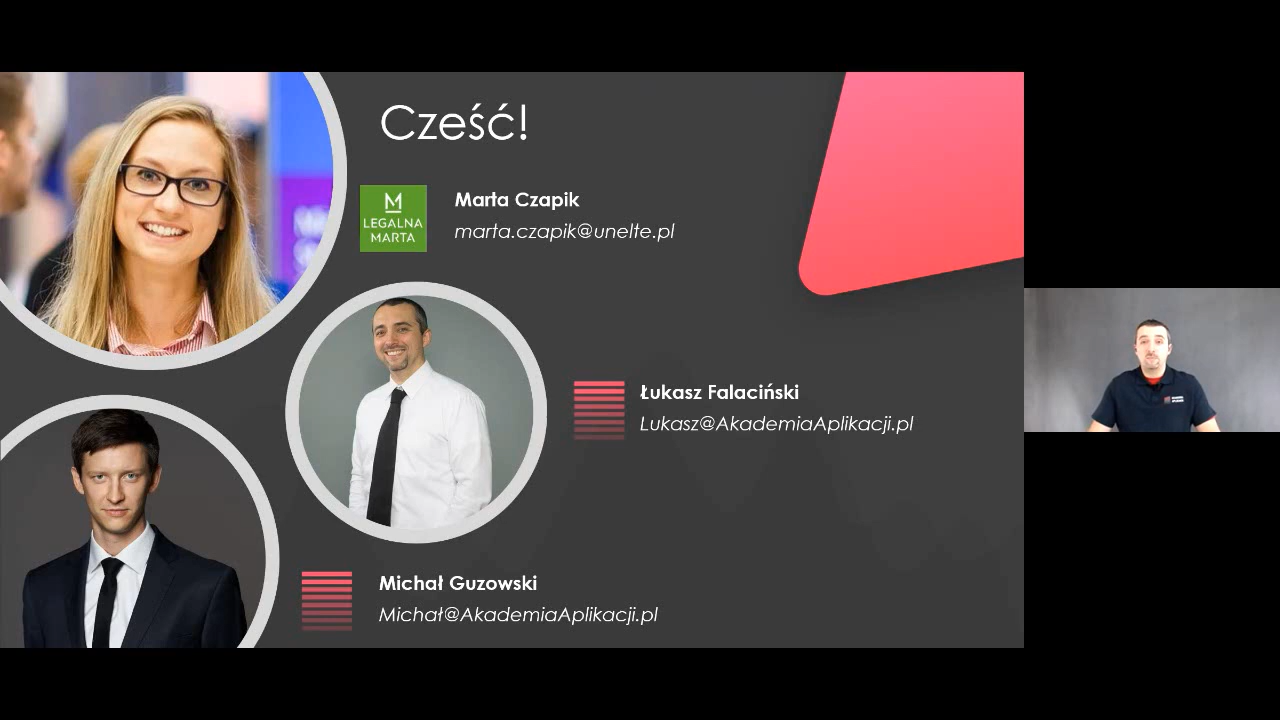 Cześć!
M
LEGALNA
MARTA
Marta Czapik
marta.czapik@unelte.pl
Łukasz Falaciński
Lukasz@AkademiaAplikacji.pl
Michał Guzowski
Michał@AkademiaAplikacji.pl